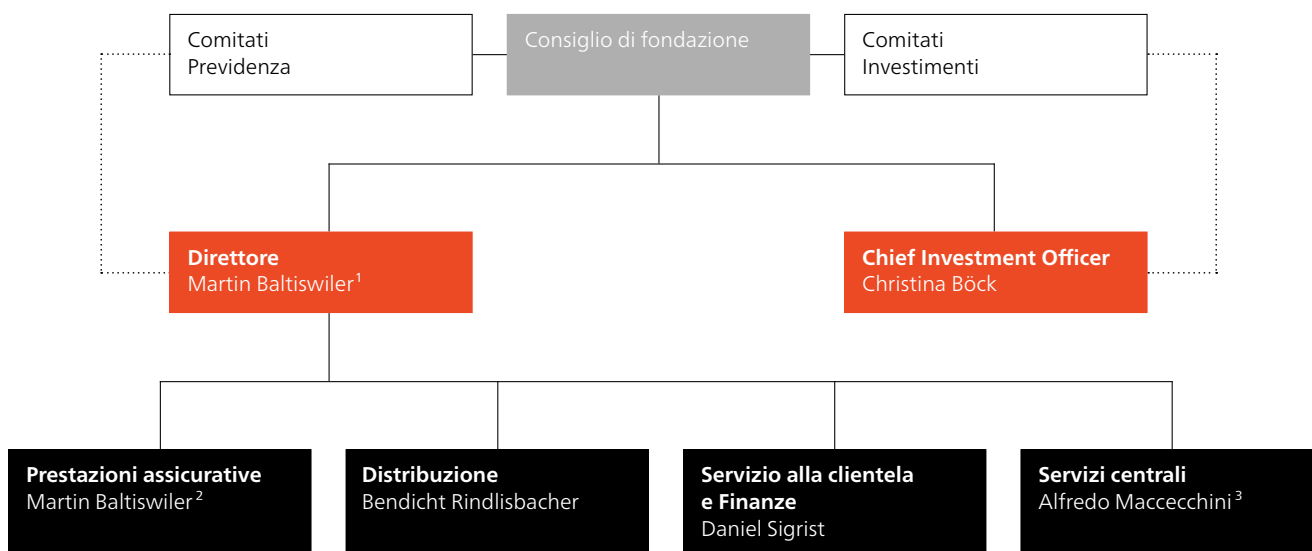 Comitati
Previdenza
Consiglio di fondazione
Comitati
Investimenti
Direttore
Martin Baltiswiler¹
Chief Investment Officer
Christina Böck
Prestazioni assicurative
Martin Baltiswiler²
Distribuzione
Bendicht Rindlisbacher
Servizio alla clientela
e Finanze
Daniel Sigrist
Servizi centrali
Alfredo Maccecchini³